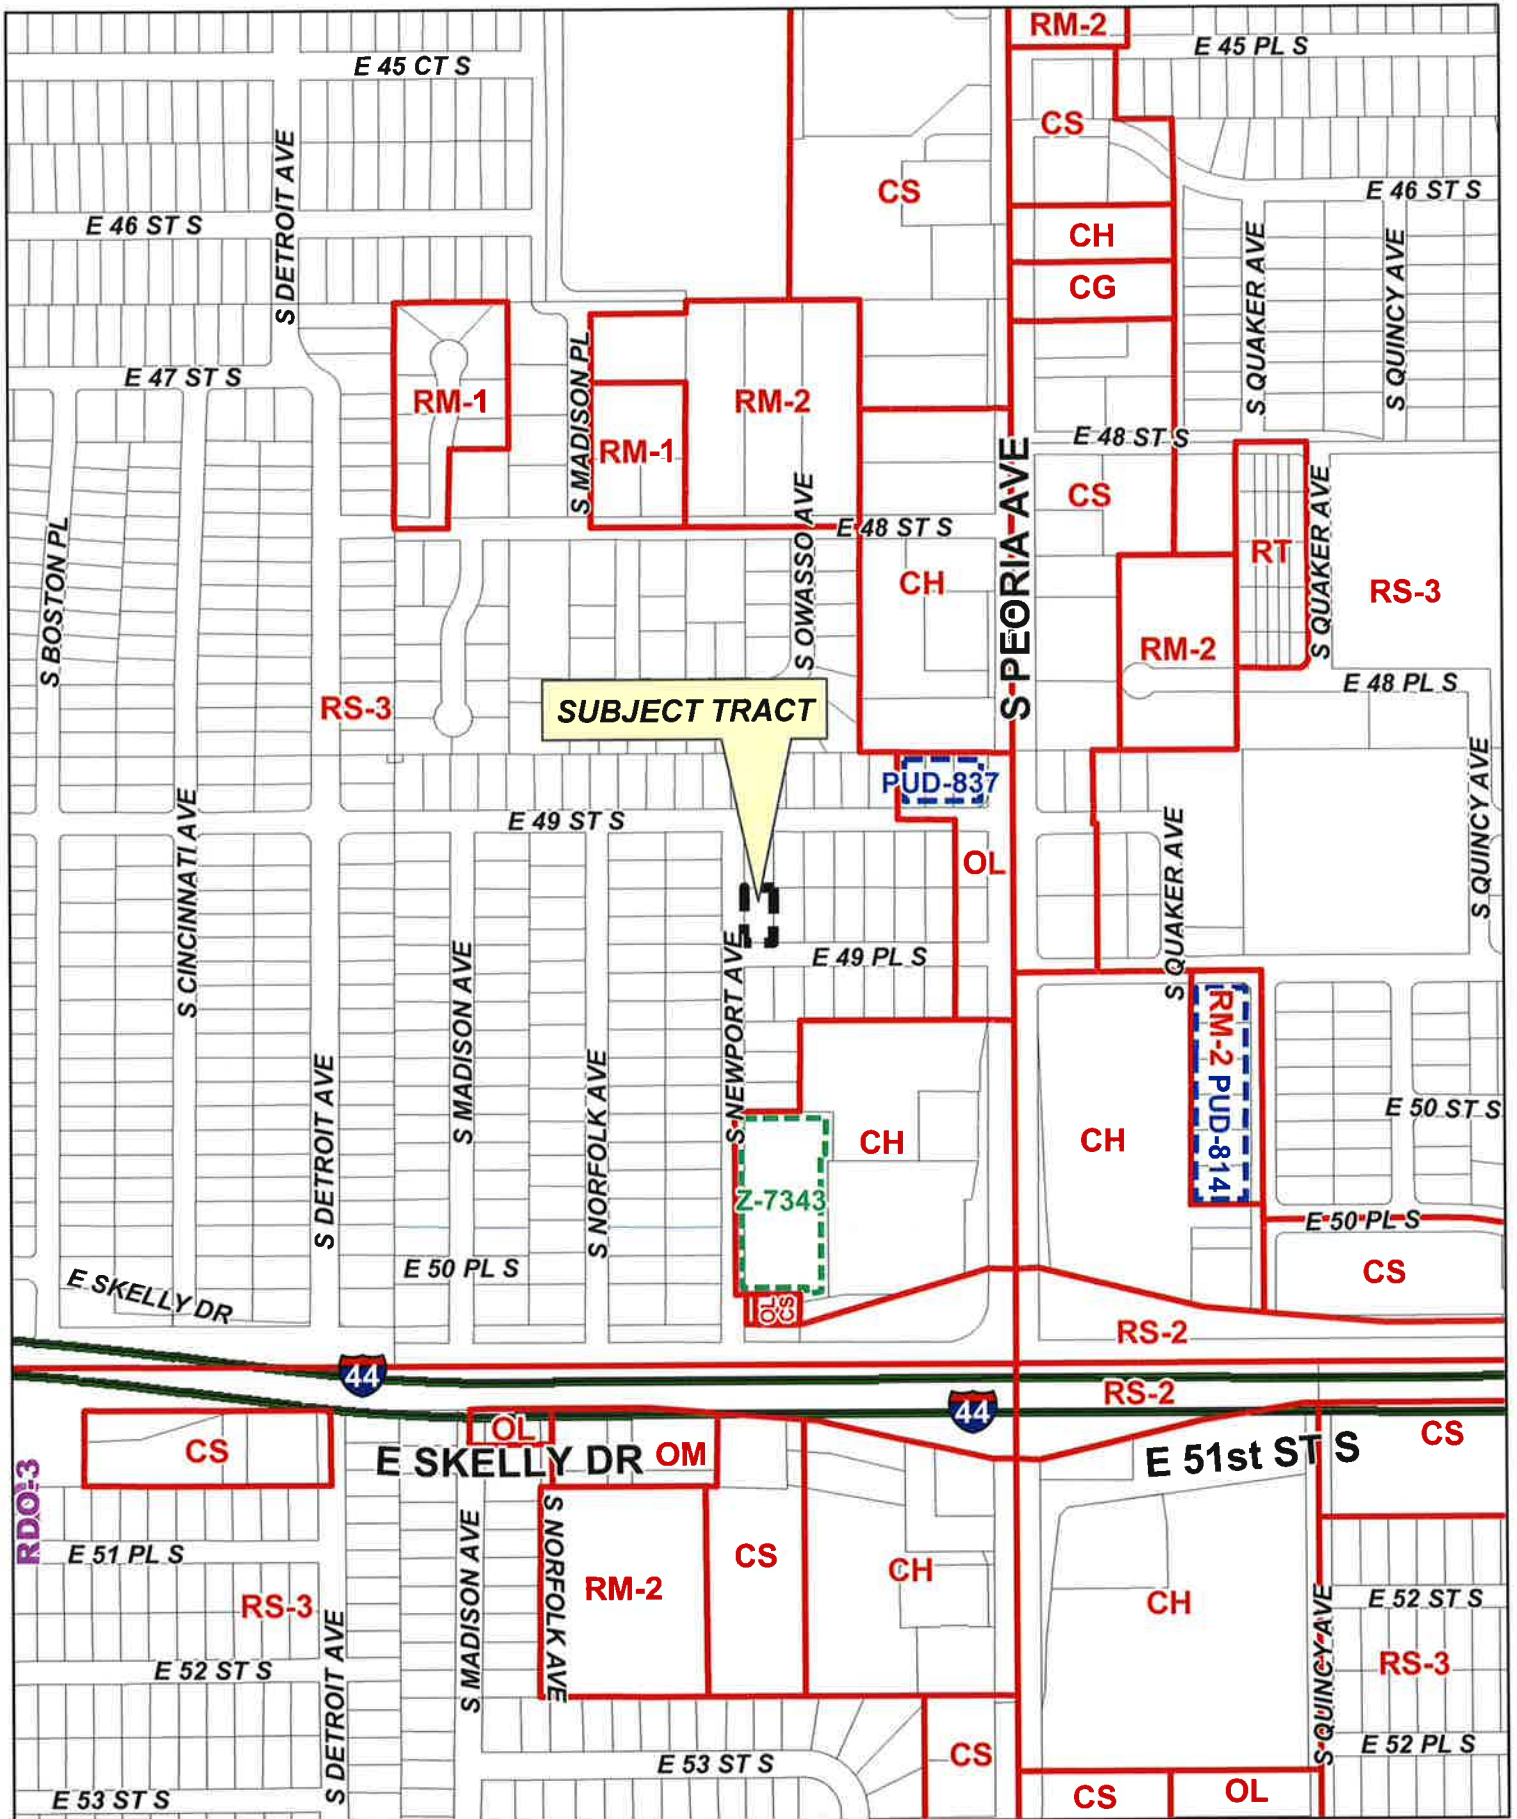 RM-2
E 45 PL S
E 45 CT S
CS
S DETROIT AVE
CS
E 46 ST S
E 46 ST S
CH
S QUAKER AVE
S QUINCY AVE
CG
E 47 ST S
S MADISON PL
RM-1
RM-2
RM-1
E 48 ST S
S PEORIA AVE
CS
S OWASSO AVE
E 48 ST S
S BOSTON PL
RT
S QUAKER AVE
CH
RS-3
RM-2
E 48 PL S
RS-3
SUBJECT TRACT
PUD-837
E 49 ST S
S CINCINNATI AVE
S QUINCY AVE
OL
S QUAKER AVE
E 49 PL S
S MADISON AVE
S NEWPORT AVE
RM-2 PUD-814
S DETROIT AVE
S NORFOLK AVE
CH
CH
E 50 ST S
Z-7343
E 50 PL S
E 50 PL S
CS
E SKELLY DR
OL
CS
RS-2
44
RS-2
44
OL
CS
OM
CS
E SKELLY DR
E 51st ST S
RDO-3
E 51 PL S
S MADISON AVE
S NORFOLK AVE
CS
CH
RM-2
CH
E 52 ST S
RS-3
S DETROIT AVE
S QUINCY AVE
RS-3
E 52 ST S
E 52 PL S
CS
E 53 ST S
OL
CS
E 53 ST S